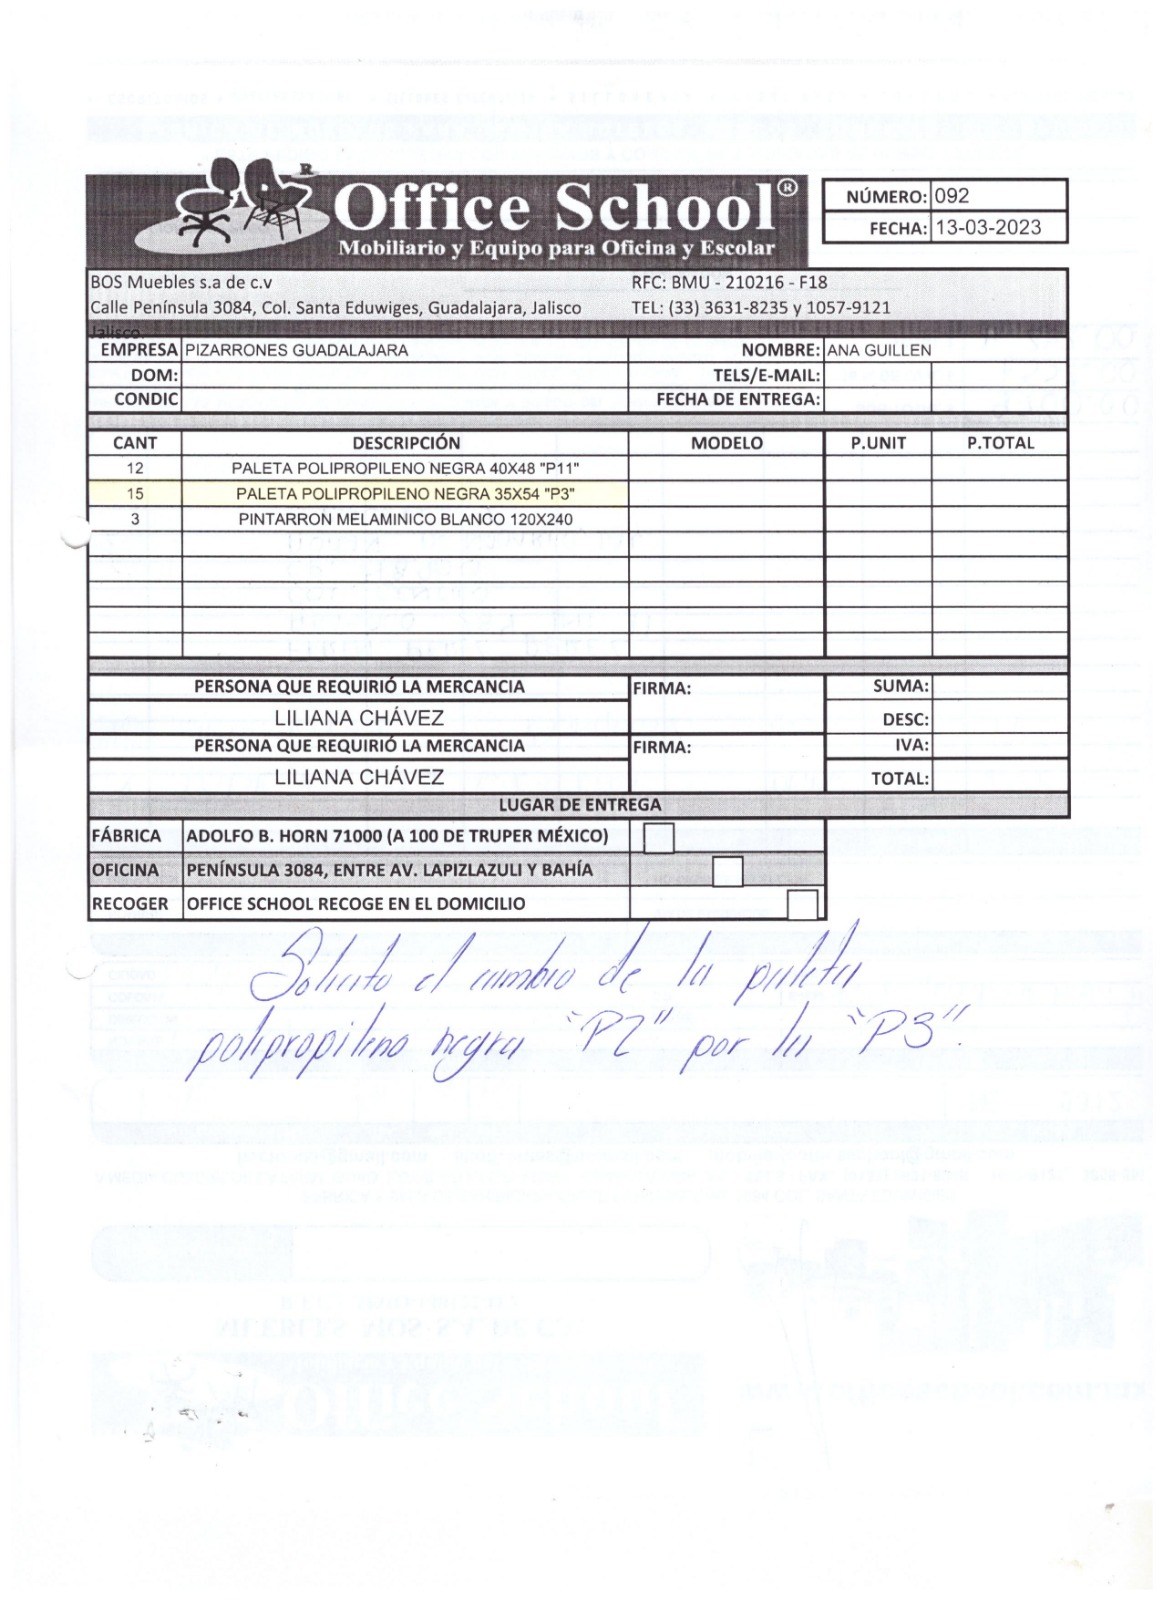 Office School®
Mobiliario y Equipo para Oficina y Escolar
NÚMERO: 092
FECHA: 13-03-2023
BOS Muebles s.a de c.v RFC: BMU - 210216 - F18
Calle Península 3084, Col. Santa Eduwiges, Guadalajara, Jalisco TEL: (33) 3631-8235 y 1057-9121
Jalisco
EMPRESA PIZARRONES GUADALAJARA NOMBRE: ANA GUILLEN
DOM: TELS/E-MAIL:
CONDIC FECHA DE ENTREGA:
CANT DESCRIPCIÓN MODELO P.UNIT P.TOTAL
12 PALETA POLIPROPILENO NEGRA 40X48 "P11"
15 PALETA POLIPROPILENO NEGRA 35X54 "P3"
3 PINTARRON MELAMINICO BLANCO 120X240
PERSONA QUE REQUIRIÓ LA MERCANCIA FIRMA: SUMA:
LILIANA CHÁVEZ DESC:
PERSONA QUE REQUIRIÓ LA MERCANCIA FIRMA: IVA:
LILIANA CHÁVEZ TOTAL:
LUGAR DE ENTREGA
FÁBRICA ADOLFO B. HORN 71000 (A 100 DE TRUPER MÉXICO)
OFICINA PENÍNSULA 3084, ENTRE AV. LAPIZLAZULI Y BAHÍA
RECOGER OFFICE SCHOOL RECOGE EN EL DOMICILIO
Solicito el cambio de la paleta
polipropileno negra "P2" por la "P3".